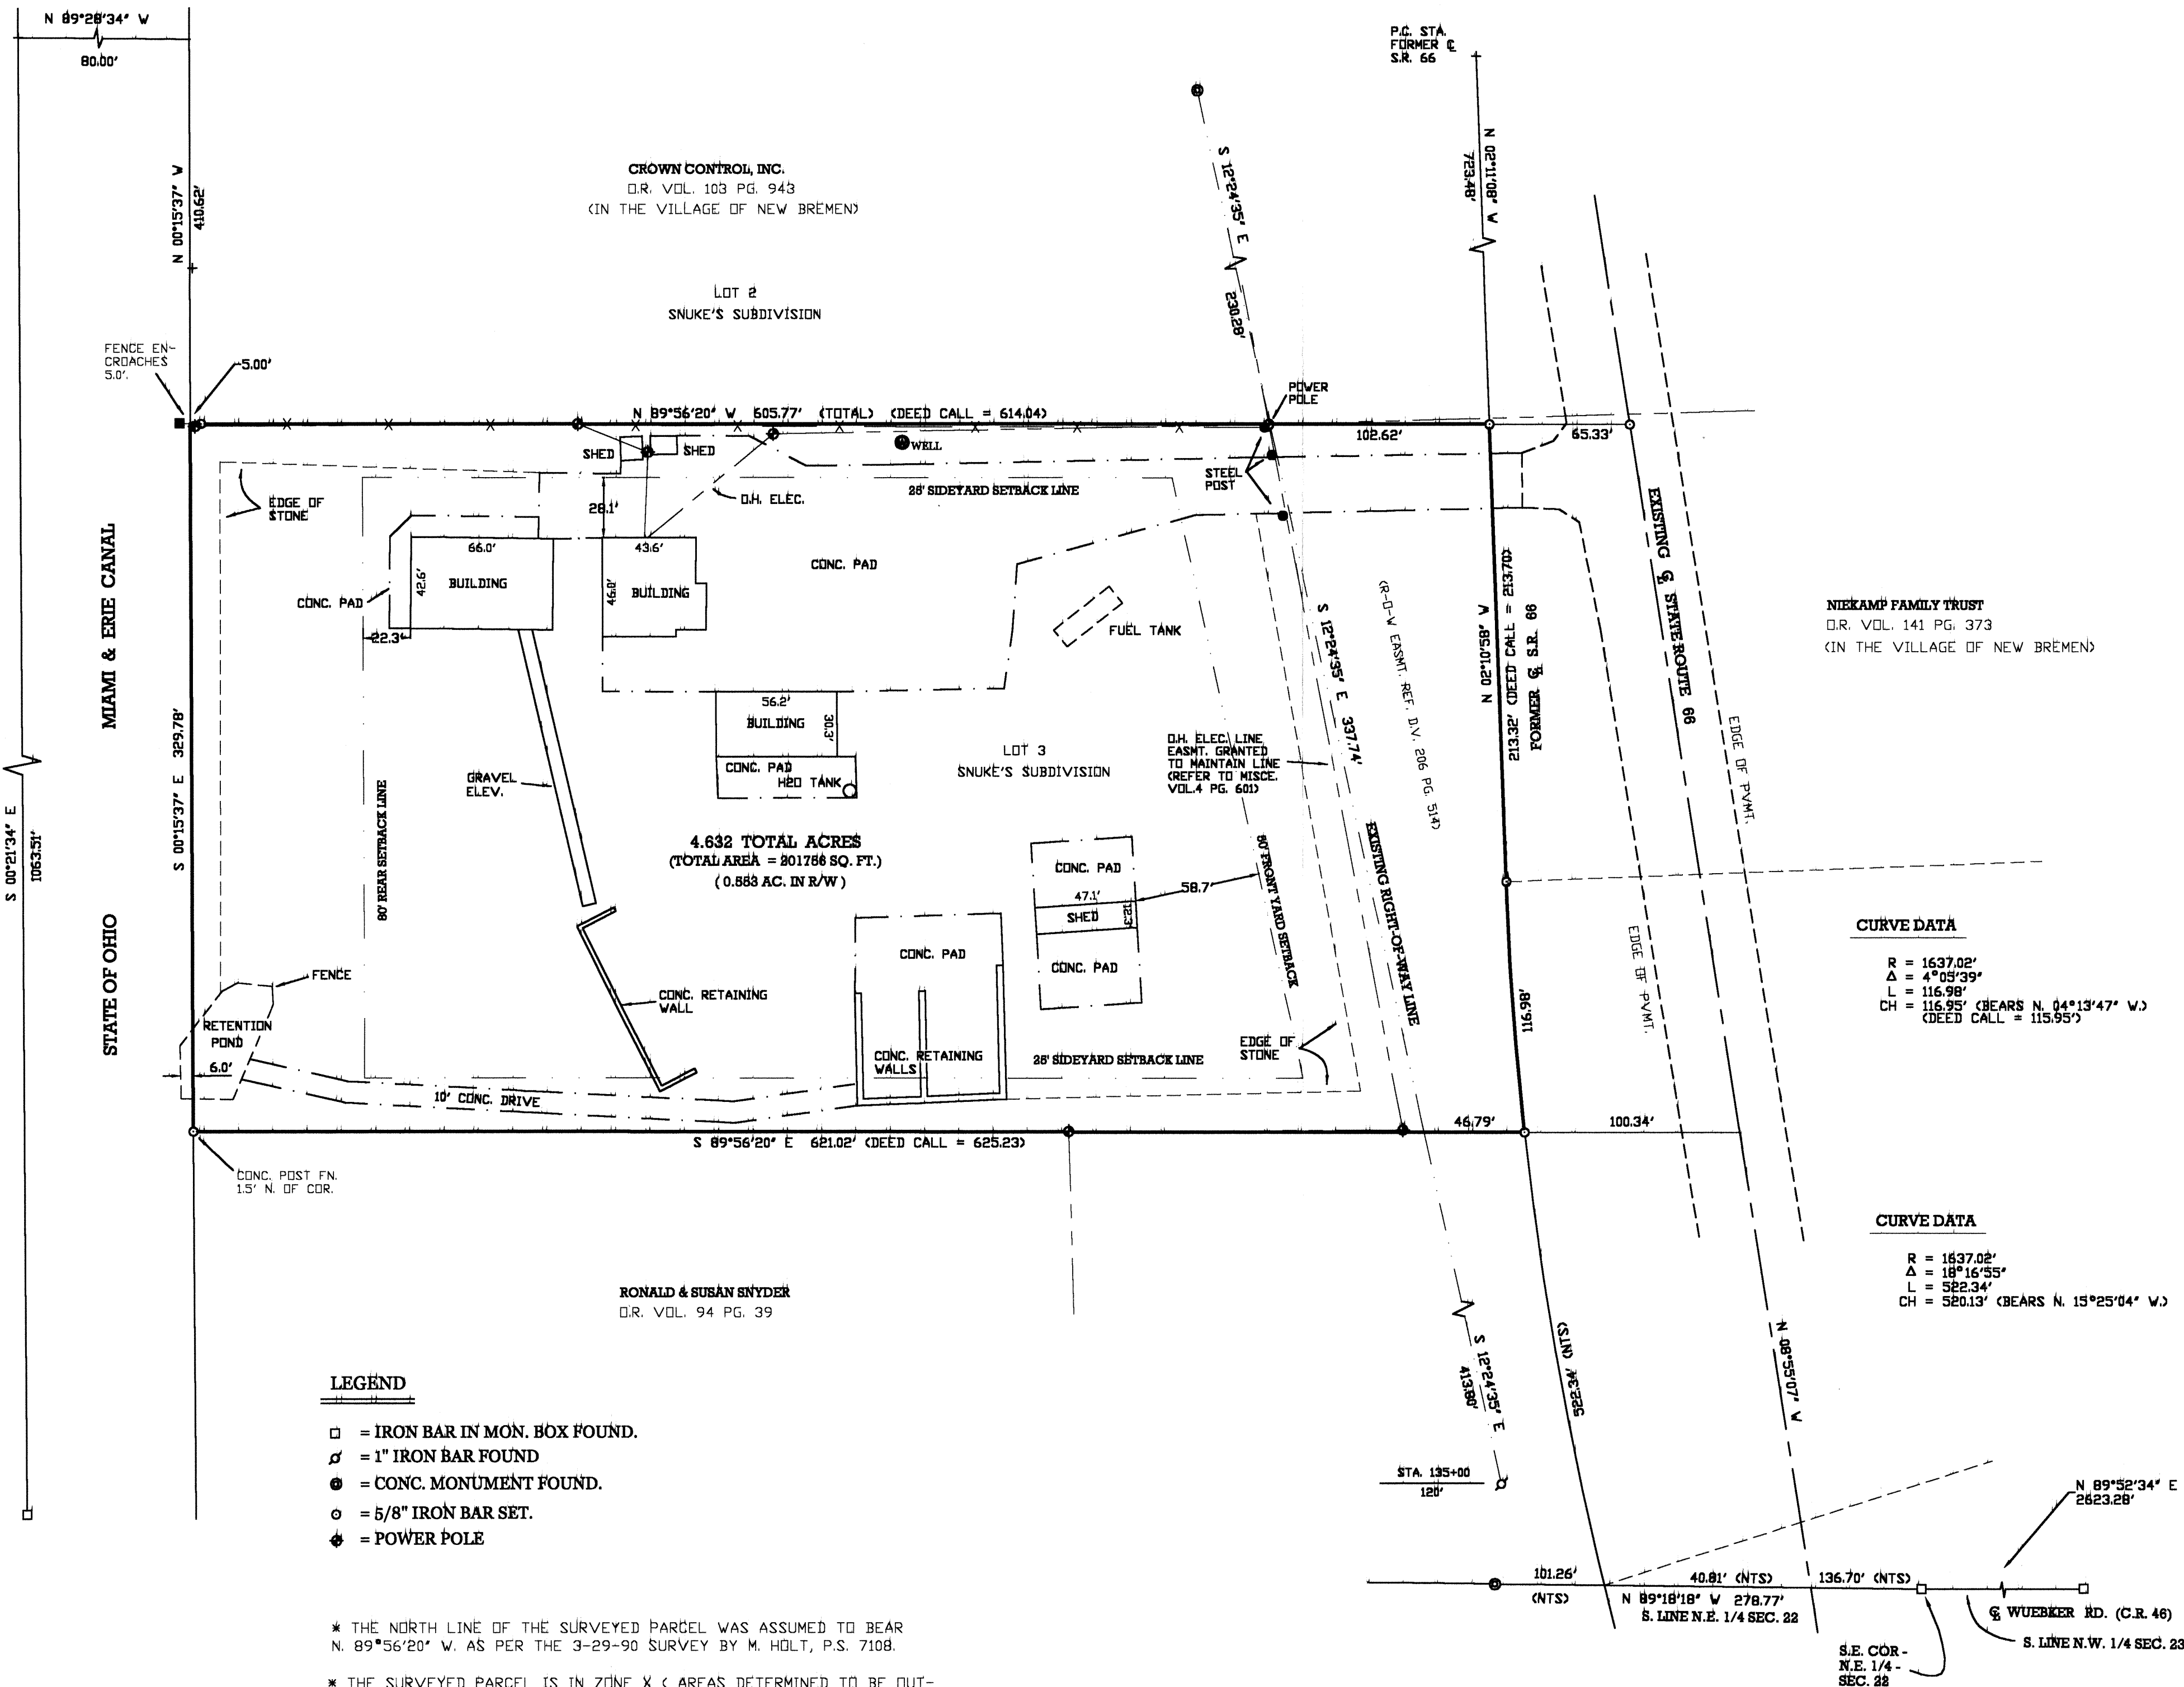 N 89°28'34" W
80.00'
P.C. STA.
FORMER ℄
S.R. 66
N 00°15'37" W
410.62'
CROWN CONTROL, INC.
O.R. VOL. 103 PG. 943
(IN THE VILLAGE OF NEW BREMEN)
S 12°24'35" E
230.28'
N 02°11'08" W
723.48'
LOT 2
SNUKE'S SUBDIVISION
FENCE EN-
CROACHES
5.0'.
5.00'
POWER
POLE
N 89°56'20" W 605.77' (TOTAL) (DEED CALL = 614.04)
102.62'
65.33'
SHED
SHED
WELL
STEEL
POST
EDGE OF
STONE
28.1'
O.H. ELEC.
25' SIDEYARD SETBACK LINE
EXISTING ℄ STATE ROUTE 66
MIAMI & ERIE CANAL
66.0'
42.6'
BUILDING
CONC. PAD
22.3'
43.6'
46.0'
BUILDING
CONC. PAD
FUEL TANK
S 12°24'35" E 337.74'
(R-O-W EASMT. REF. D.V. 206 PG. 514)
N 02°10'58" W
213.32' (DEED CALL = 213.70)
FORMER ℄ S.R. 66
NIEKAMP FAMILY TRUST
O.R. VOL. 141 PG. 373
(IN THE VILLAGE OF NEW BREMEN)
S 00°15'37" E 329.78'
56.2'
BUILDING
30.3'
CONC. PAD
H2O TANK
LOT 3
SNUKE'S SUBDIVISION
O.H. ELEC. LINE
EASMT. GRANTED
TO MAINTAIN LINE
(REFER TO MISCE.
VOL.4 PG. 601)
EDGE OF PVMT.
GRAVEL
ELEV.
80' REAR SETBACK LINE
S 00°21'34" E
1063.51'
4.632 TOTAL ACRES
(TOTAL AREA = 201756 SQ. FT.)
( 0.553 AC. IN R/W )
50' FRONT YARD SETBACK
EXISTING RIGHT-OF-WAY LINE
CONC. PAD
47.1'
SHED
12.3'
58.7'
CONC. PAD
STATE OF OHIO
CONC. PAD
EDGE OF PVMT.
CURVE DATA
R = 1637.02'
Δ = 4°05'39"
L = 116.98'
CH = 116.95' (BEARS N. 04°13'47" W.)
(DEED CALL = 115.95')
FENCE
CONC. RETAINING
WALL
116.98'
RETENTION
POND
6.0'
CONC. RETAINING
WALLS
25' SIDEYARD SETBACK LINE
EDGE OF
STONE
10' CONC. DRIVE
S 89°56'20" E 621.02' (DEED CALL = 625.23)
46.79'
100.34'
CONC. POST FN.
1.5' N. OF COR.
CURVE DATA
R = 1637.02'
Δ = 18°16'55"
L = 522.34'
CH = 520.13' (BEARS N. 15°25'04" W.)
RONALD & SUSAN SNYDER
O.R. VOL. 94 PG. 39
S 12°24'35" E
413.80'
522.34' (NTS)
N 08°55'07" W
LEGEND
= IRON BAR IN MON. BOX FOUND.
= 1" IRON BAR FOUND
= CONC. MONUMENT FOUND.
= 5/8" IRON BAR SET.
= POWER POLE
STA. 135+00
120'
N 89°52'34" E
2623.28'
101.26'
(NTS)
40.81' (NTS)
136.70' (NTS)
N 89°18'18" W 278.77'
S. LINE N.E. 1/4 SEC. 22
℄ WUEBKER RD. (C.R. 46)
S. LINE N.W. 1/4 SEC. 23
S.E. COR -
N.E. 1/4 -
SEC. 22
* THE NORTH LINE OF THE SURVEYED PARCEL WAS ASSUMED TO BEAR
N. 89°56'20" W. AS PER THE 3-29-90 SURVEY BY M. HOLT, P.S. 7108.
* THE SURVEYED PARCEL IS IN ZONE X ( AREAS DETERMINED TO BE OUT-